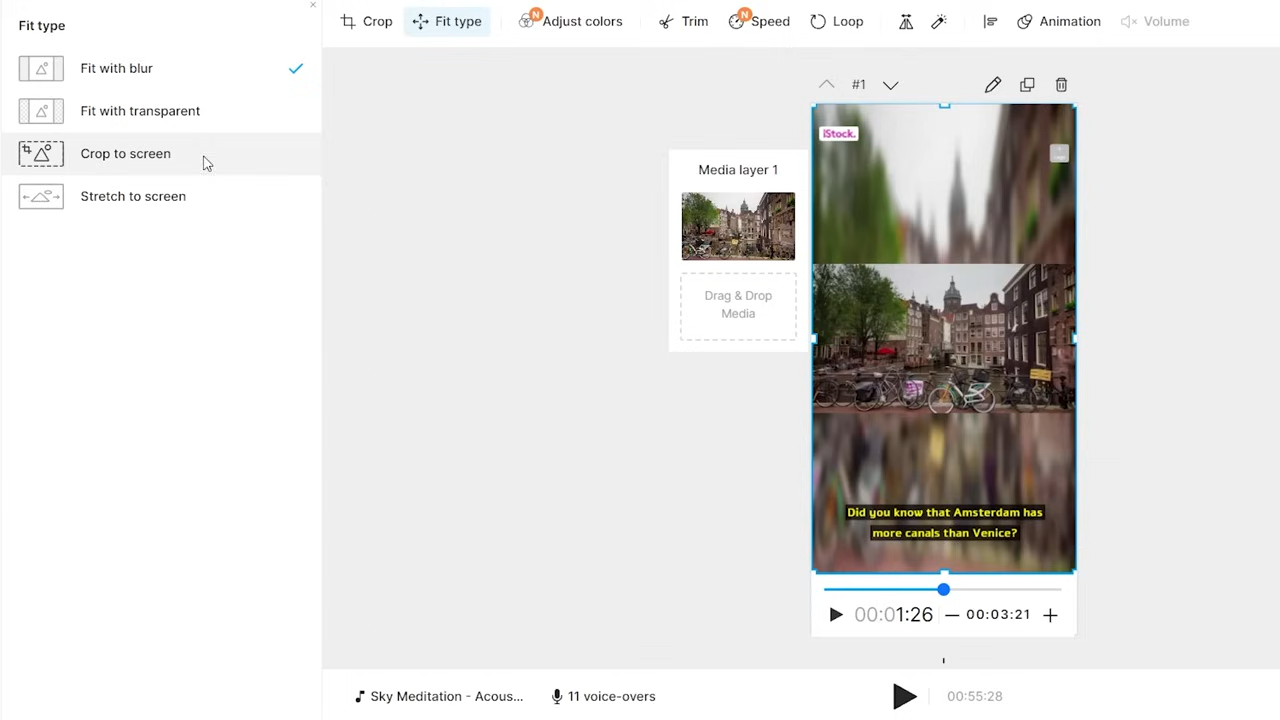 Fit type
Fit with blur
Fit with transparent
Crop to screen
Stretch to screen
Crop
Fit type
N
Adjust colors
Trim
N
Speed
Loop
Animation
Volume
#1
Media layer 1
Drag & Drop
Media
iStock.
Did you know that Amsterdam has
more canals than Venice?
00:01:26
00:03:21
Sky Meditation - Acous...
11 voice-overs
00:55:28